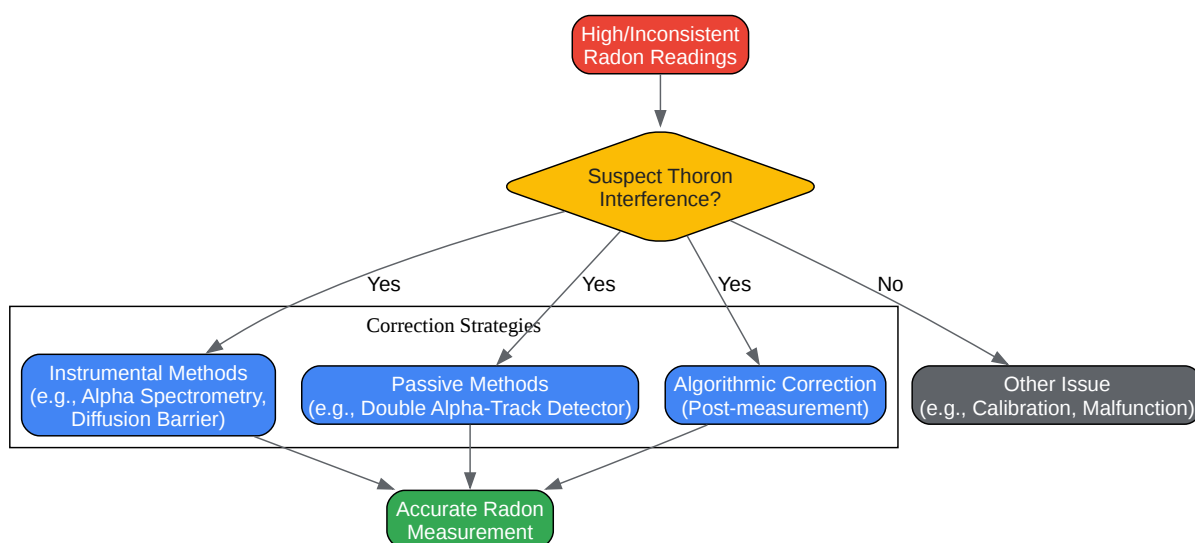 High/Inconsistent
Radon Readings
Suspect Thoron
Interference?
Yes
Yes
Yes
No
Correction Strategies
Instrumental Methods
(e.g., Alpha Spectrometry,
Diffusion Barrier)
Passive Methods
(e.g., Double Alpha-Track Detector)
Algorithmic Correction
(Post-measurement)
Other Issue
(e.g., Calibration, Malfunction)
Accurate Radon
Measurement